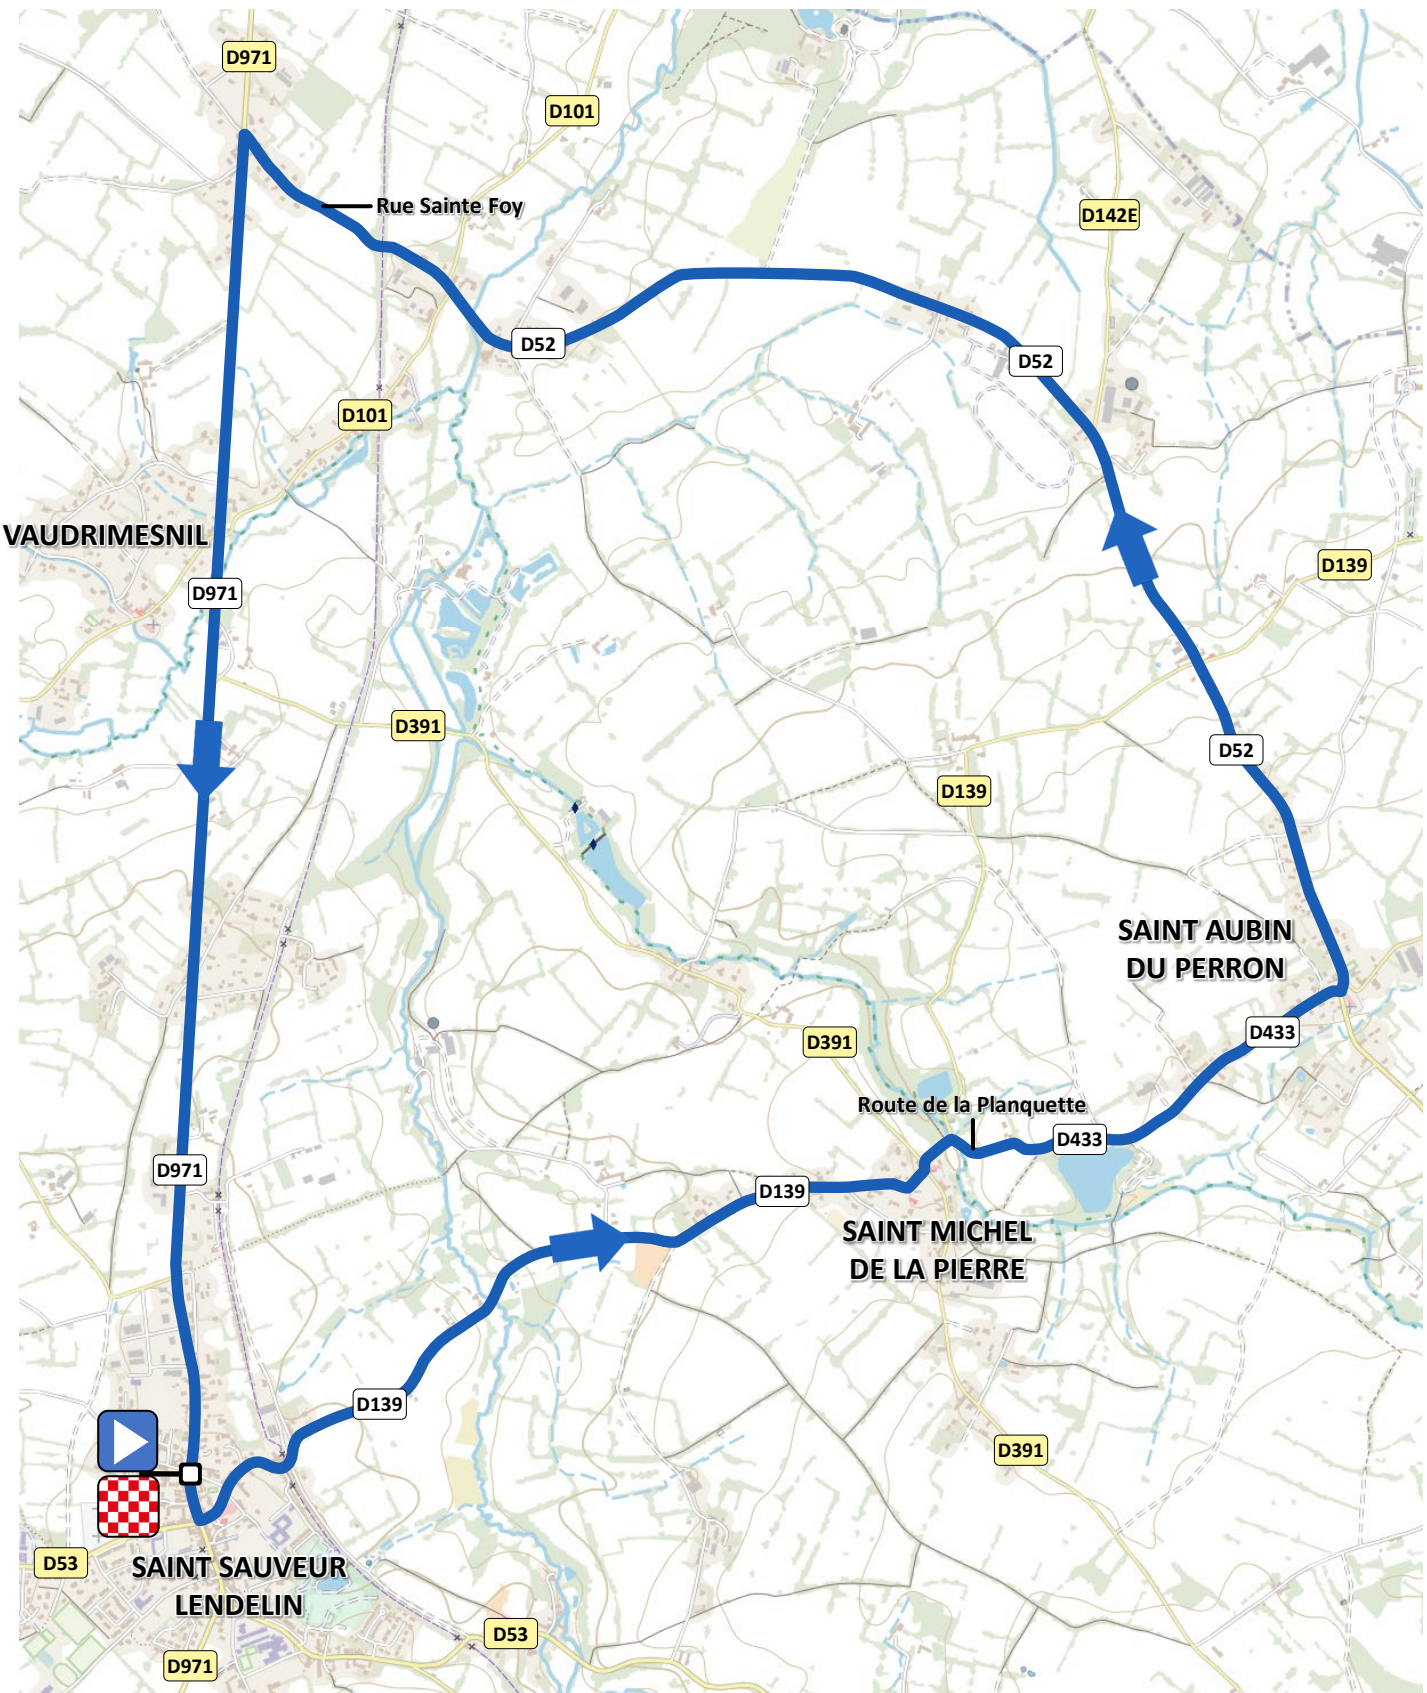 D971
D101
Rue Sainte Foy
D142E
D52
D52
D101
VAUDRIMESNIL
D139
D971
D391
D52
D139
SAINT AUBIN
DU PERRON
D433
D391
Route de la Planquette
D433
D971
D139
SAINT MICHEL
DE LA PIERRE
D139
D391
D53
SAINT SAUVEUR
LENDELIN
D53
D971